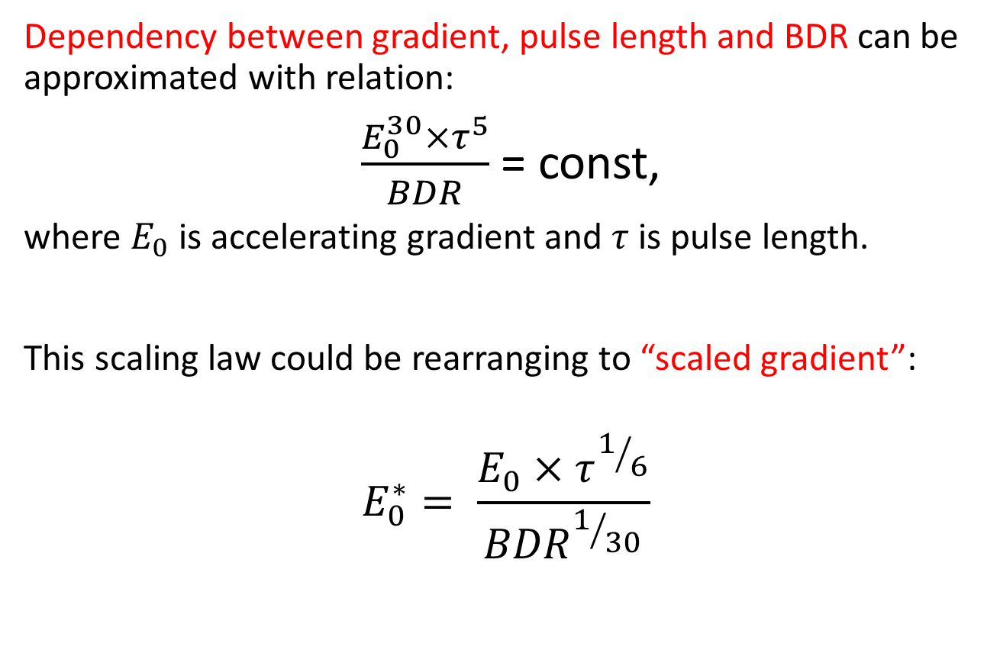 Dependency between gradient, pulse length and BDR can be
approximated with relation:
$\frac{E_0^{30} \times \tau^5}{BDR}$ = const,
where $E_0$ is accelerating gradient and $\tau$ is pulse length.
This scaling law could be rearranging to “scaled gradient”:
$E_0^* = \frac{E_0 \times \tau^{1/6}}{BDR^{1/30}}$